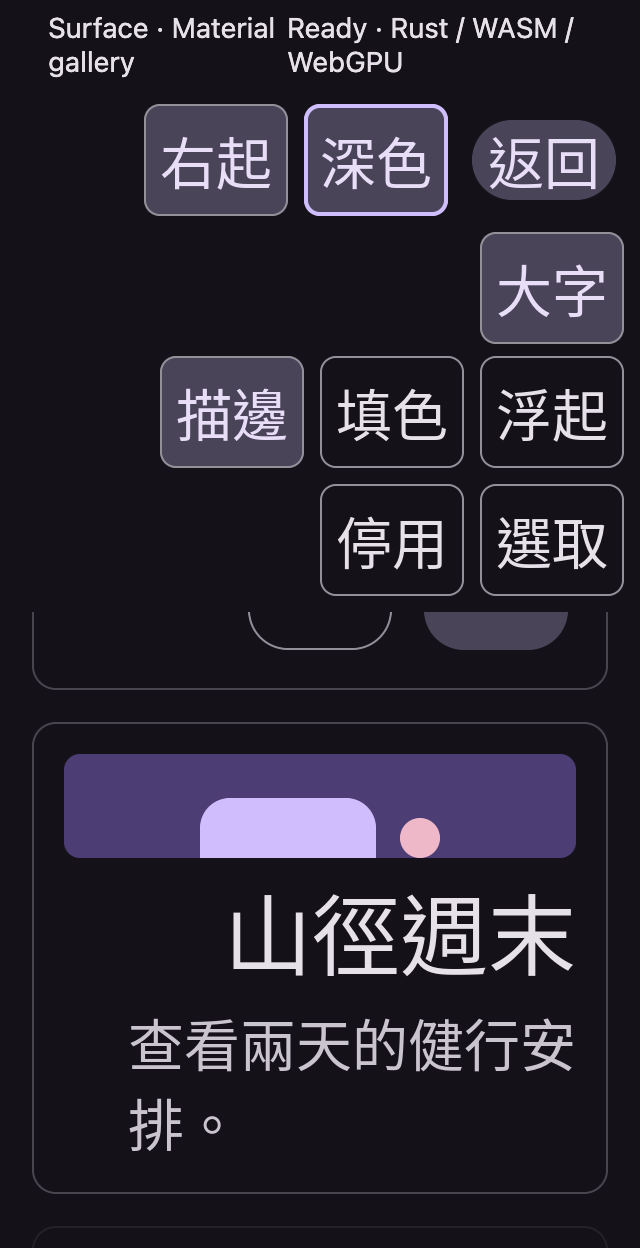 Surface · Material gallery
Ready · Rust / WASM / WebGPU
右起 深色 返回
大字
描邊 填色 浮起
停用 選取
山徑週末
查看兩天的健行安
排。